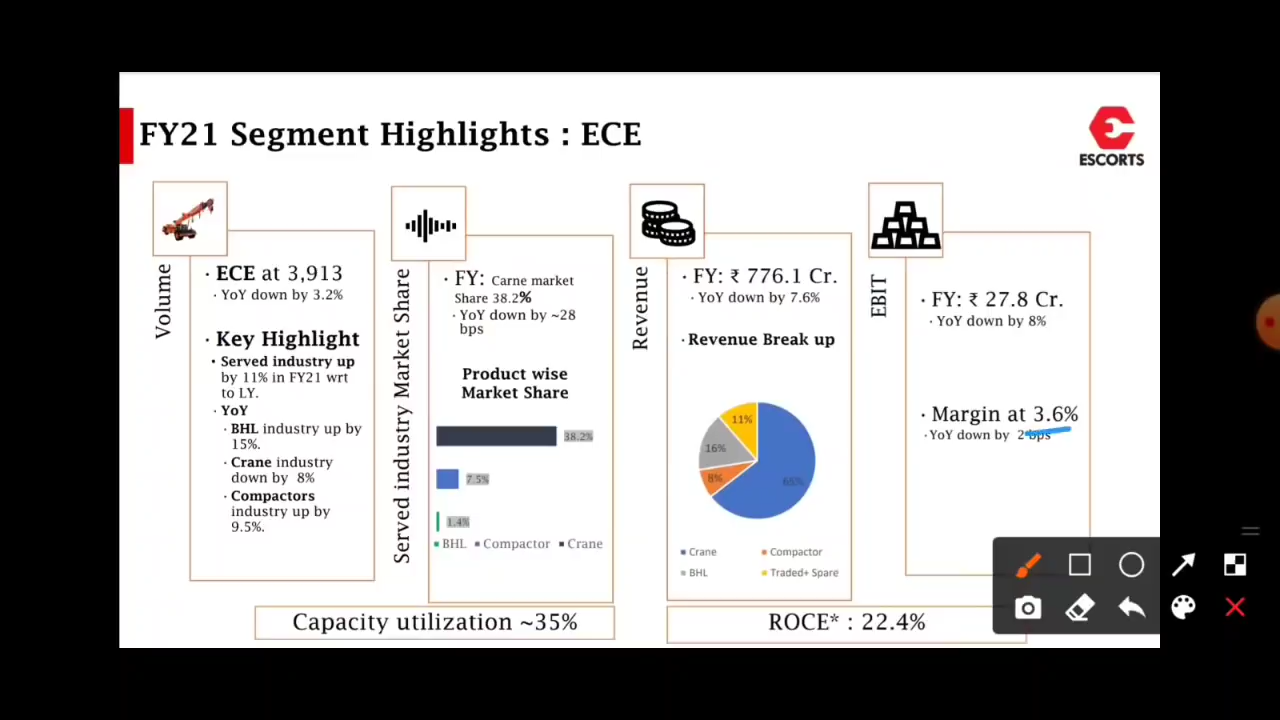 FY21 Segment Highlights : ECE
ESCORTS
Volume
· ECE at 3,913
· YoY down by 3.2%
· Key Highlight
• Served industry up
by 11% in FY21 wrt
to LY.
· YoY
· BHL industry up by
15%.
· Crane industry
down by 8%
· Compactors
industry up by
9.5%.
Served industry Market Share
· FY: Carne market
Share 38.2%
· YoY down by ~28
bps
Product wise
Market Share
38.2%
7.5%
1.4%
BHL Compactor Crane
Revenue
· FY: ₹ 776.1 Cr.
· YoY down by 7.6%
· Revenue Break up
11%
16%
8%
65%
Crane
Compactor
BHL
Traded+ Spare
EBIT
· FY: ₹ 27.8 Cr.
· YoY down by 8%
· Margin at 3.6%
· YoY down by 2 bps
Capacity utilization ~35%
ROCE* : 22.4%